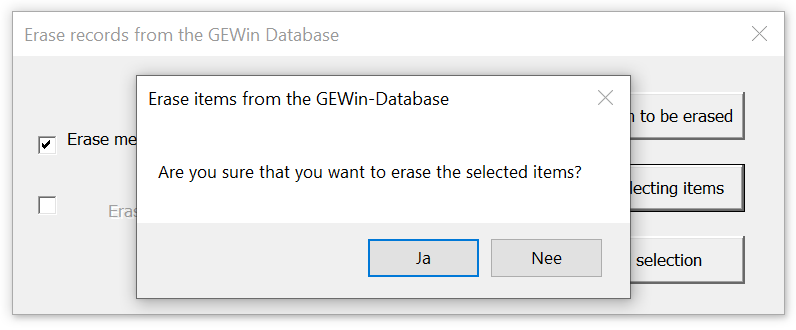 Erase records from the GEWin Database
Erase items from the GEWin-Database
to be erased
Erase me
Are you sure that you want to erase the selected items?
lecting items
Eras
selection
Ja
Nee